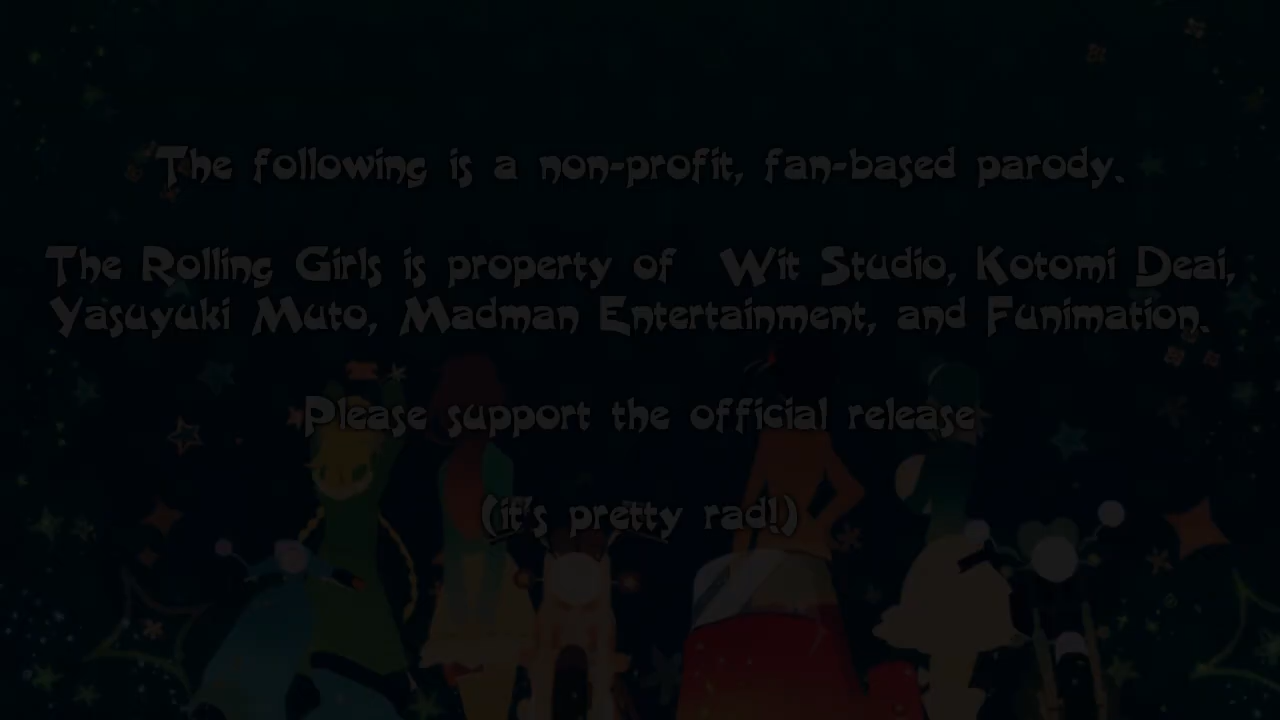 The following is a non-profit, fan-based parody.
The Rolling Girls is property of Wit Studio, Kotomi Deai,
Yasuyuki Muto, Madman Entertainment, and Funimation.
Please support the official release
(it's pretty rad!)